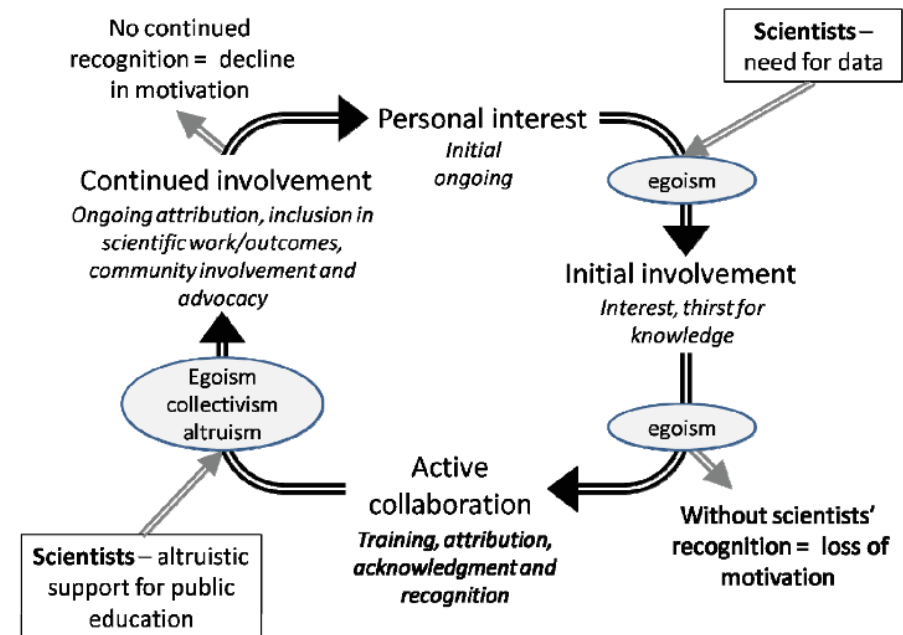 No continued
recognition = decline
in motivation
Scientists –
need for data
Personal interest
Initial
ongoing
egoism
Continued involvement
Ongoing attribution, inclusion in
scientific work/outcomes,
community involvement and
advocacy
Initial involvement
Interest, thirst for
knowledge
Egoism
collectivism
altruism
egoism
Active
collaboration
Training, attribution,
acknowledgment and
recognition
Without scientists’
recognition = loss of
motivation
Scientists – altruistic
support for public
education